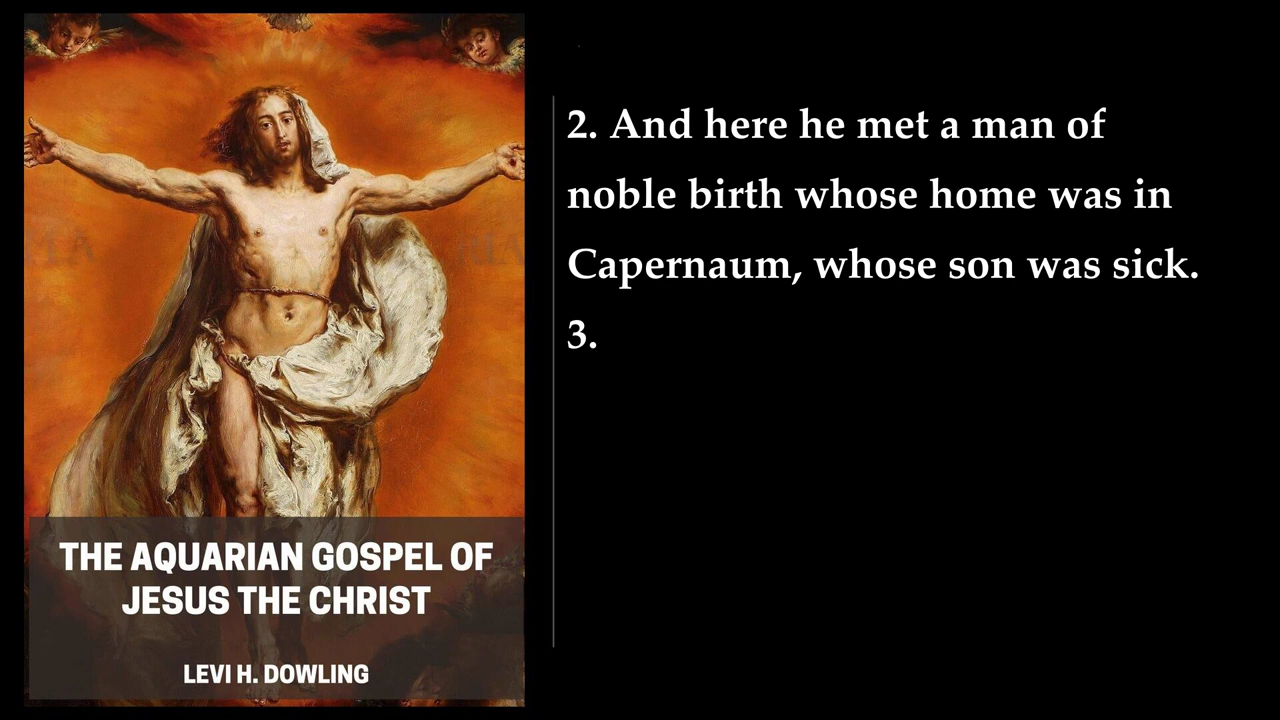 2. And here he met a man of
noble birth whose home was in
Capernaum, whose son was sick.
3.
THE AQUARIAN GOSPEL OF
JESUS THE CHRIST
LEVI H. DOWLING